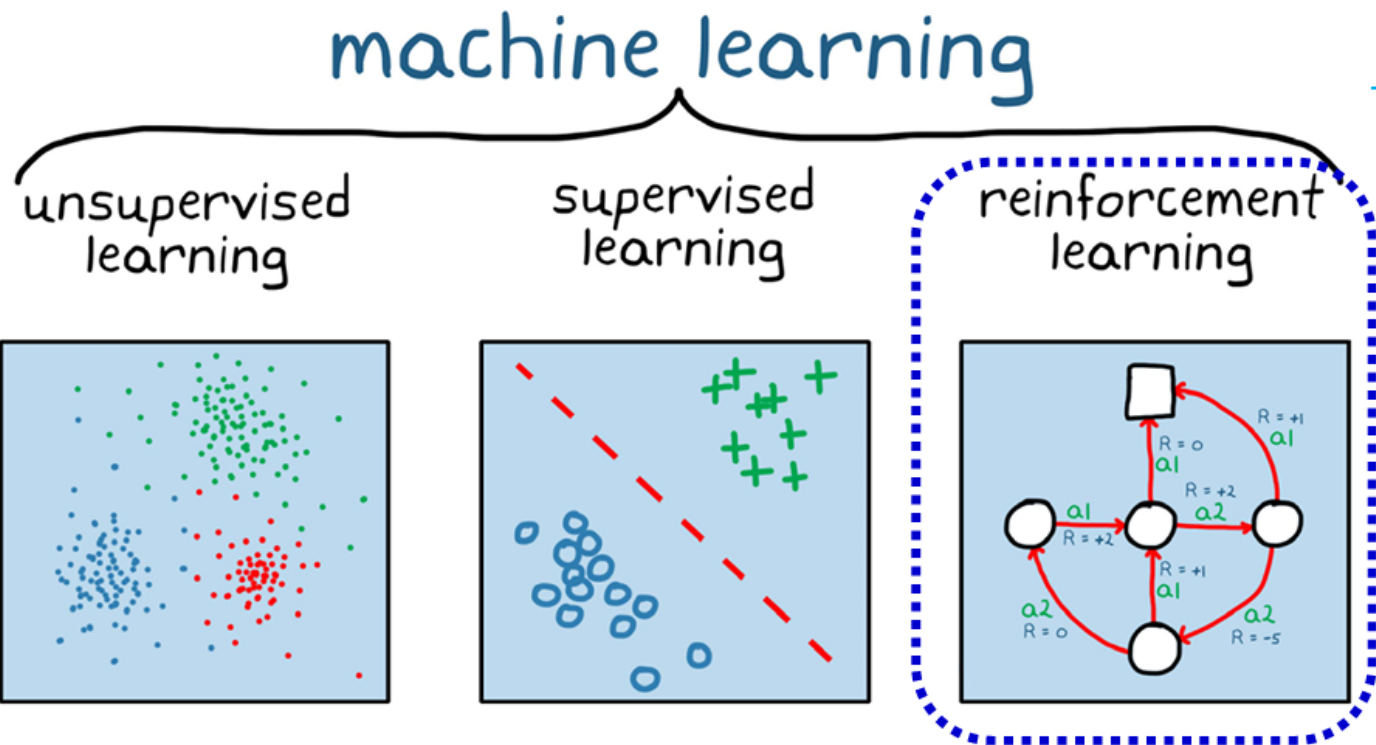 machine learning
unsupervised
learning
supervised
learning
reinforcement
learning
R = +1
a1
R = 0
a1
R = +2
a2
a1
R = +2
R = +1
a1
a2
R = 0
a2
R = -5